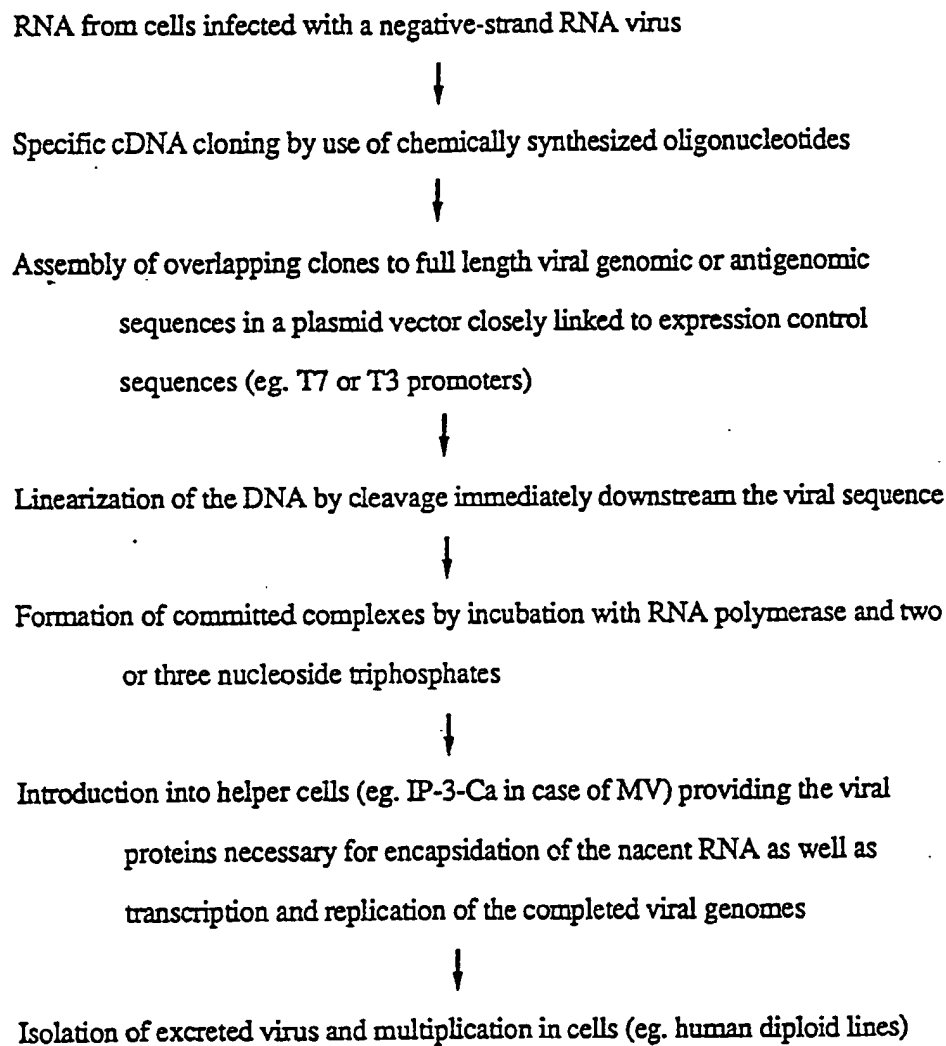 RNA from cells infected with a negative-strand RNA virus
Specific cDNA cloning by use of chemically synthesized oligonucleotides
Assembly of overlapping clones to full length viral genomic or antigenomic
sequences in a plasmid vector closely linked to expression control
sequences (eg. T7 or T3 promoters)
Linearization of the DNA by cleavage immediately downstream the viral sequence
Formation of committed complexes by incubation with RNA polymerase and two
or three nucleoside triphosphates
Introduction into helper cells (eg. IP-3-Ca in case of MV) providing the viral
proteins necessary for encapsidation of the nacent RNA as well as
transcription and replication of the completed viral genomes
Isolation of excreted virus and multiplication in cells (eg. human diploid lines)